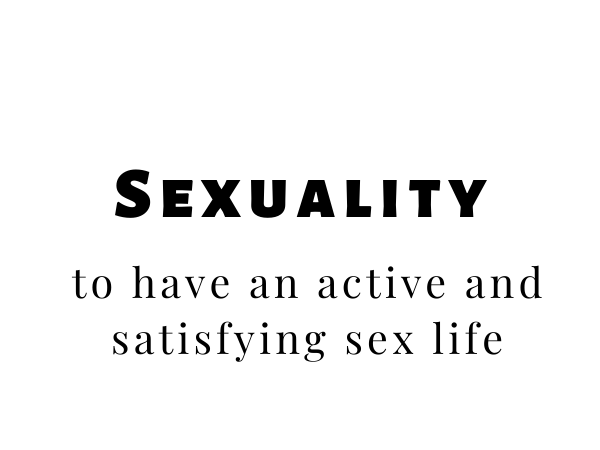 Sexuality
to have an active and
satisfying sex life